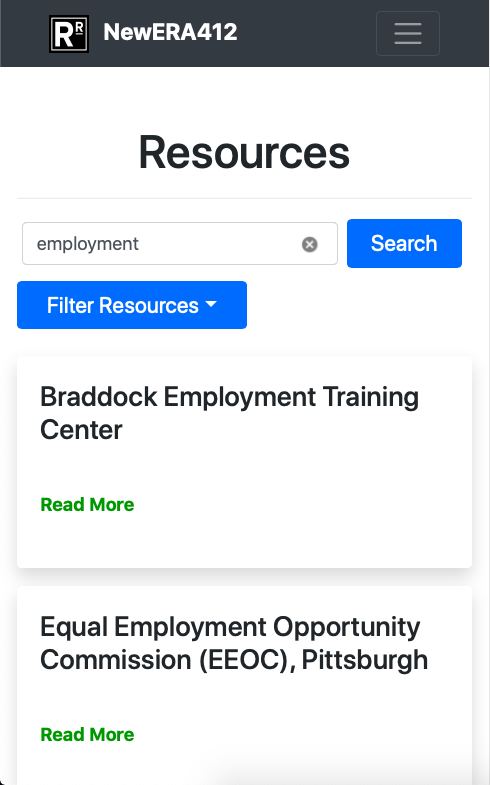 RR NewERA412
Resources
employment
Search
Filter Resources
Braddock Employment Training
Center
Read More
Equal Employment Opportunity
Commission (EEOC), Pittsburgh
Read More